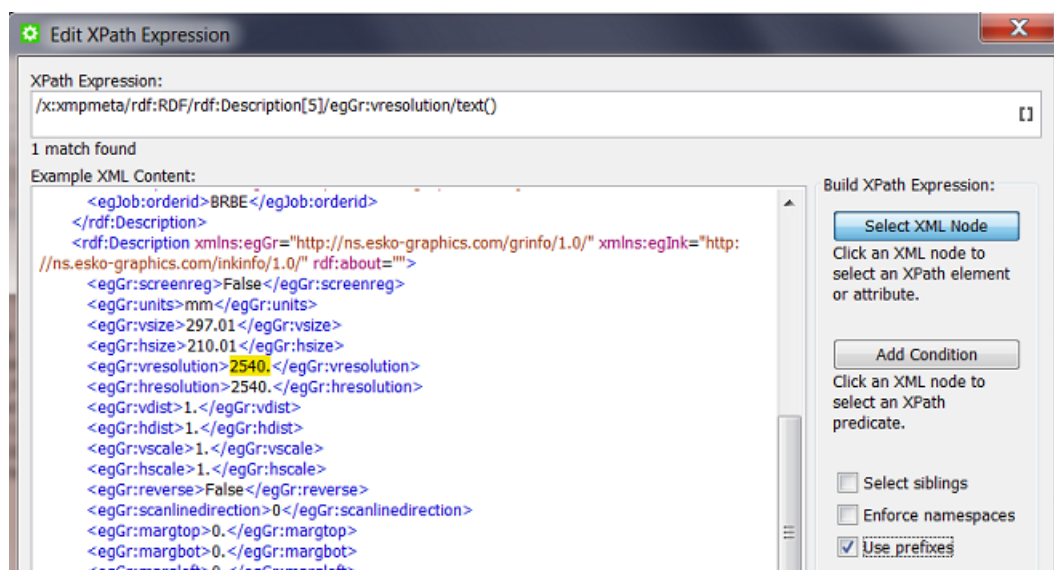 Edit XPath Expression
X
XPath Expression:
/x:xmpmeta/rdf:RDF/rdf:Description[5]/egGr:vresolution/text()
[]
1 match found
Example XML Content:
<egJob:orderid>BRBE</egJob:orderid>
</rdf:Description>
<rdf:Description xmlns:egGr="http://ns.esko-graphics.com/grinfo/1.0/" xmlns:egInk="http:
//ns.esko-graphics.com/inkinfo/1.0/" rdf:about="">
<egGr:screenreg>False</egGr:screenreg>
<egGr:units>mm</egGr:units>
<egGr:vsize>297.01</egGr:vsize>
<egGr:hsize>210.01</egGr:hsize>
<egGr:vresolution>2540.</egGr:vresolution>
<egGr:hresolution>2540.</egGr:hresolution>
<egGr:vdist>1.</egGr:vdist>
<egGr:hdist>1.</egGr:hdist>
<egGr:vscale>1.</egGr:vscale>
<egGr:hscale>1.</egGr:hscale>
<egGr:reverse>False</egGr:reverse>
<egGr:scanlinedirection>0</egGr:scanlinedirection>
<egGr:margtop>0.</egGr:margtop>
<egGr:margbot>0.</egGr:margbot>
Build XPath Expression:
Select XML Node
Click an XML node to
select an XPath element
or attribute.
Add Condition
Click an XML node to
select an XPath
predicate.
Select siblings
Enforce namespaces
Use prefixes